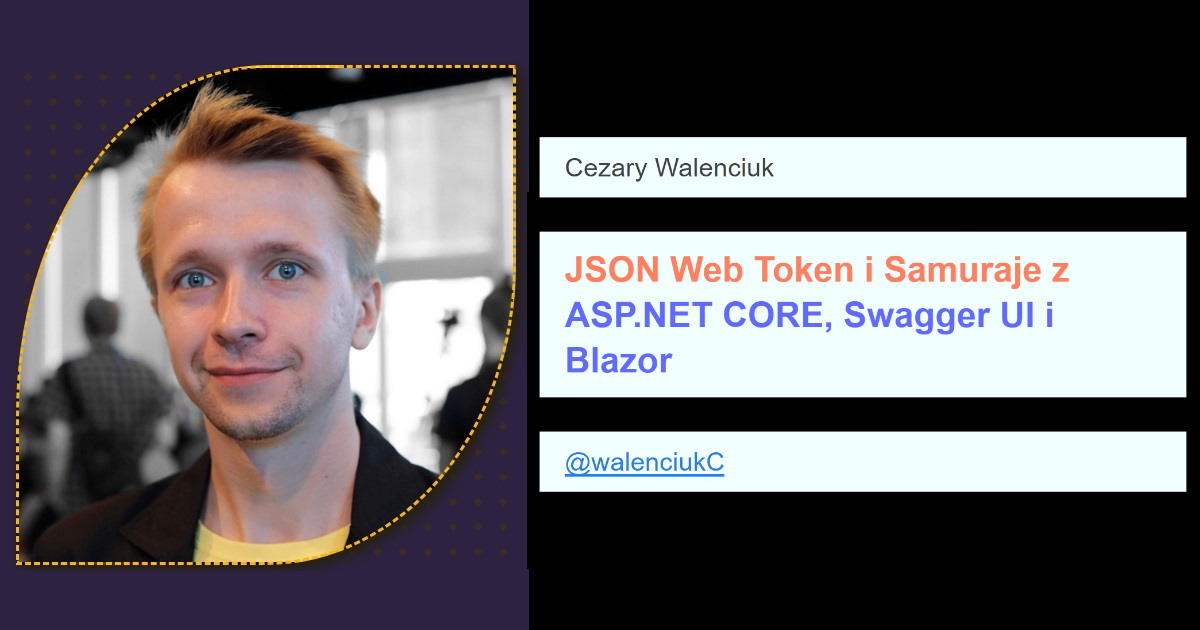 Cezary Walenciuk
JSON Web Token i Samuraje z
ASP.NET CORE, Swagger UI i
Blazor
@walenciukC